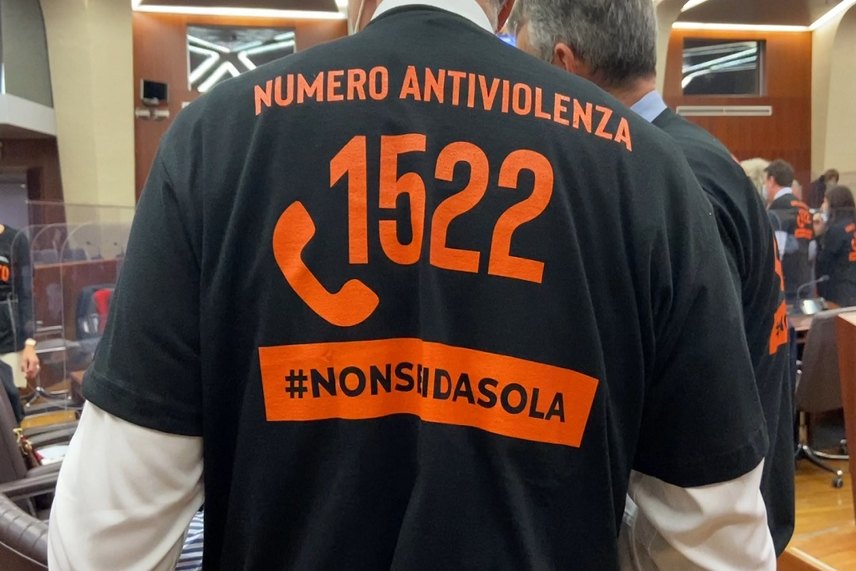 NUMERO ANTIVIOLENZA
1522
#NONSEIDASOLA